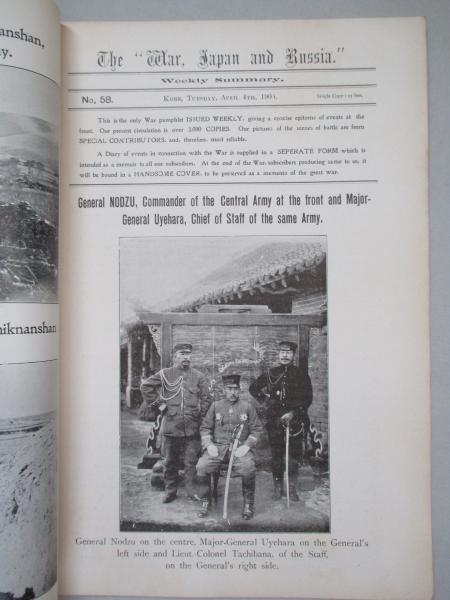 anshan,
y.
niknanshan
The "War, Japan and Russia."
Weekly Summary.
No, 58. Kobe, Tuesday, April 4th, Single Copy: 15 Sen.
This is the only War pamphlet ISSUED WEEKLY, giving a concise epitome of events at the
front. Our present circulation is over 3,000 COPIES. Our pictures of the scenes of battle are from
SPECIAL CONTRIBUTORS, and, therefore, most reliable.
A Diary of events in connection with the War is supplied in a SEPERATE FORM which is
intended as a memoir to all our subscribers. At the end of the War, subscribers producing same to us, it
will be bound in a HANDSOME COVER, to be preserved as a memento of the great war.
General NODZU, Commander of the Central Army at the front and Major-
General Uyehara, Chief of Staff of the same Army.
General Nodzu on the centre, Major-General Uyehara on the General's
left side and Lieut.-Colonel Tachibana, of the Staff,
on the General's right side.